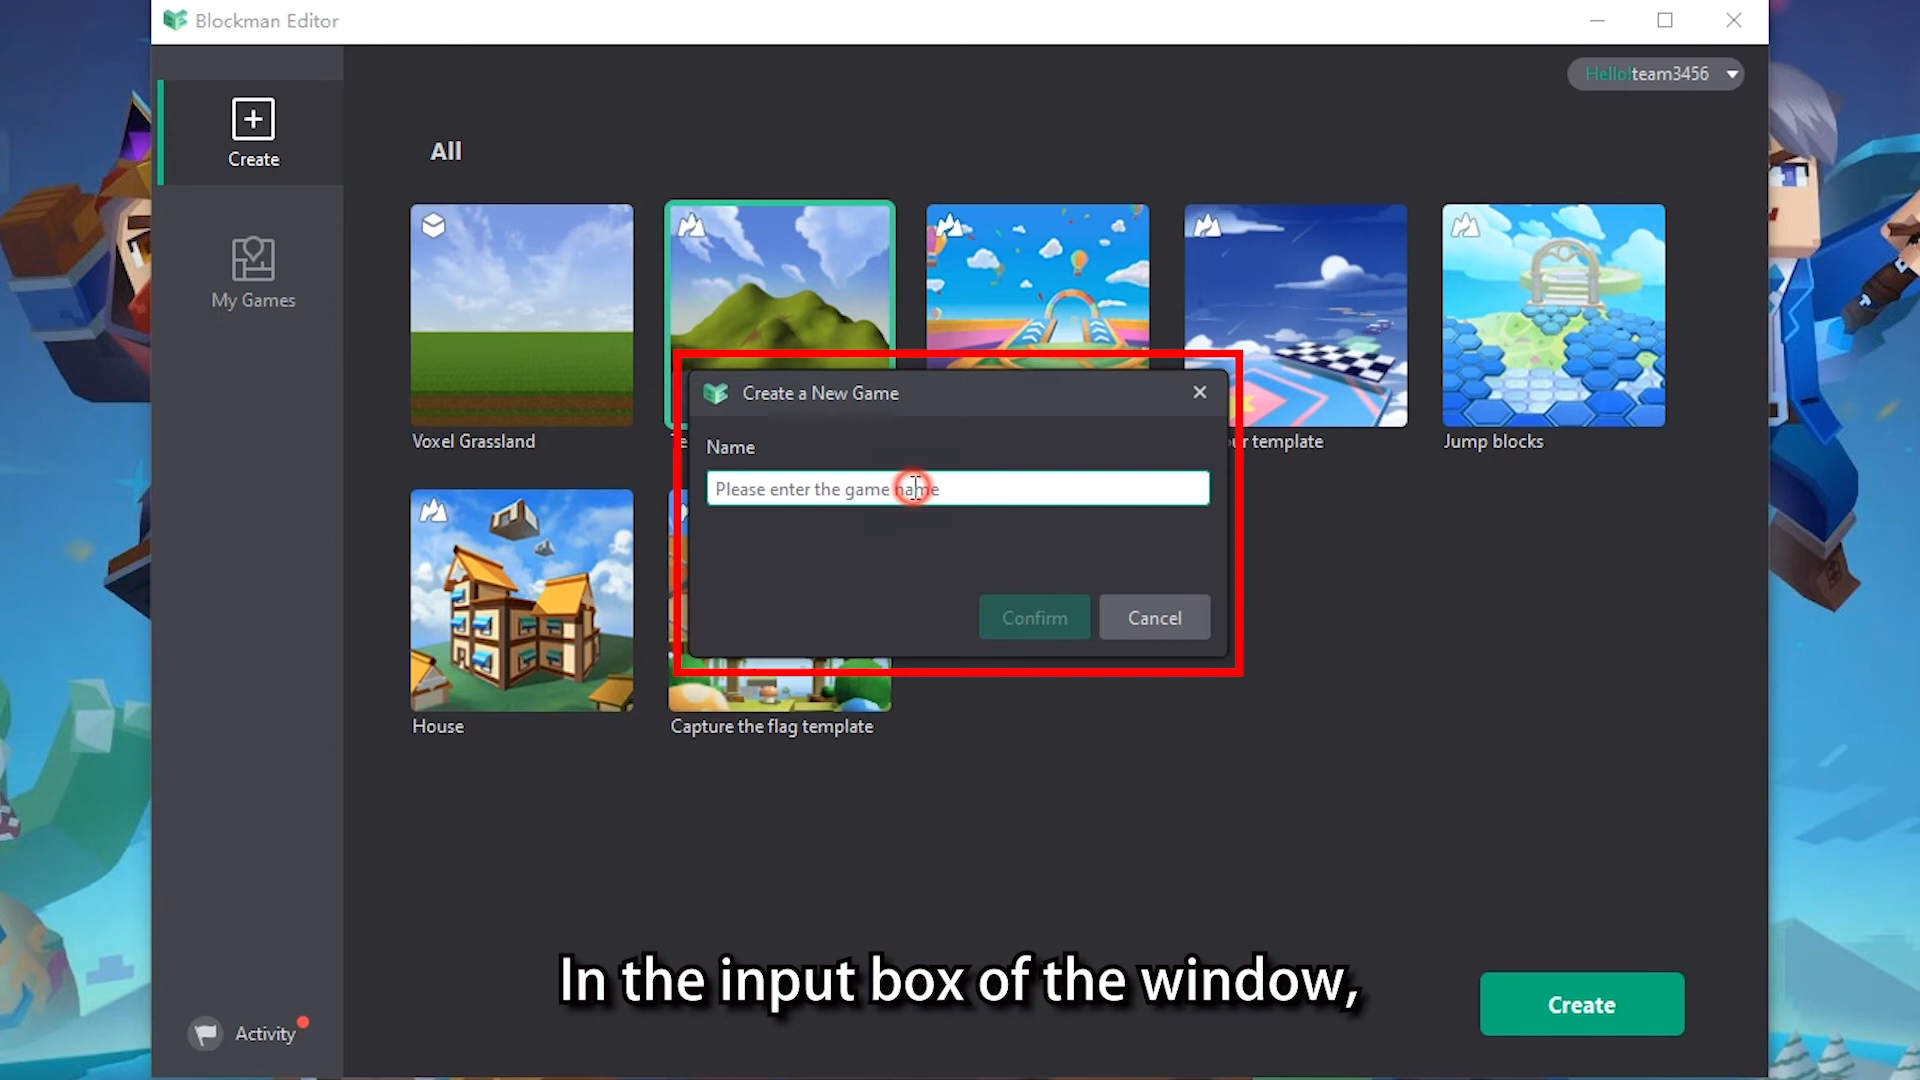 Blockman Editor
Hello! team3456
Create
My Games
All
Voxel Grassland
Te
ur template
Jump blocks
Create a New Game
Name
Please enter the game name
Confirm
Cancel
House
Capture the flag template
In the input box of the window,
Create
Activity